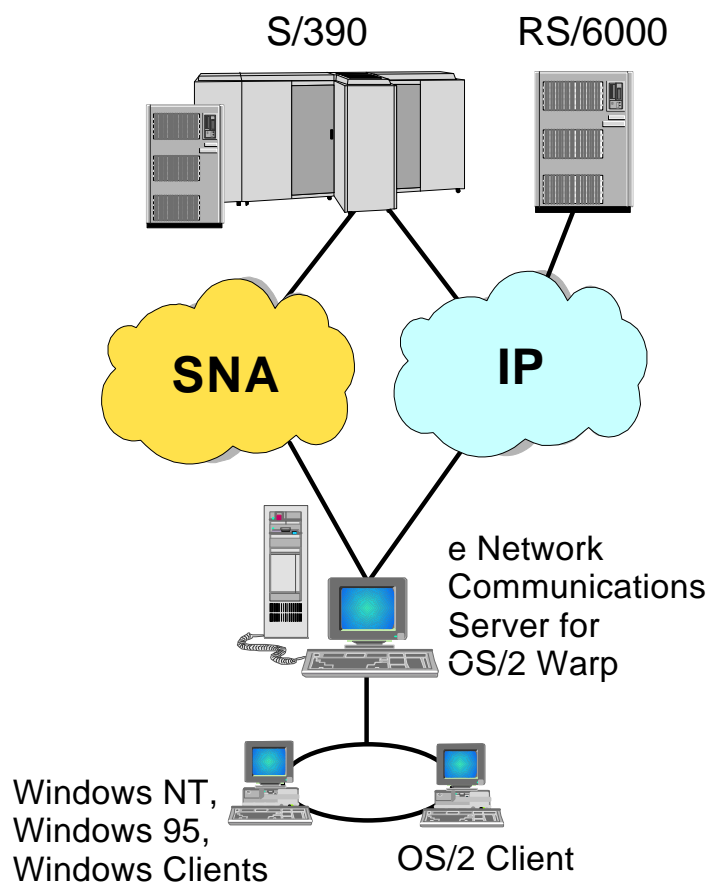 S/390
RS/6000
SNA
IP
e Network
Communications
Server for
OS/2 Warp
Windows NT,
Windows 95,
Windows Clients
OS/2 Client